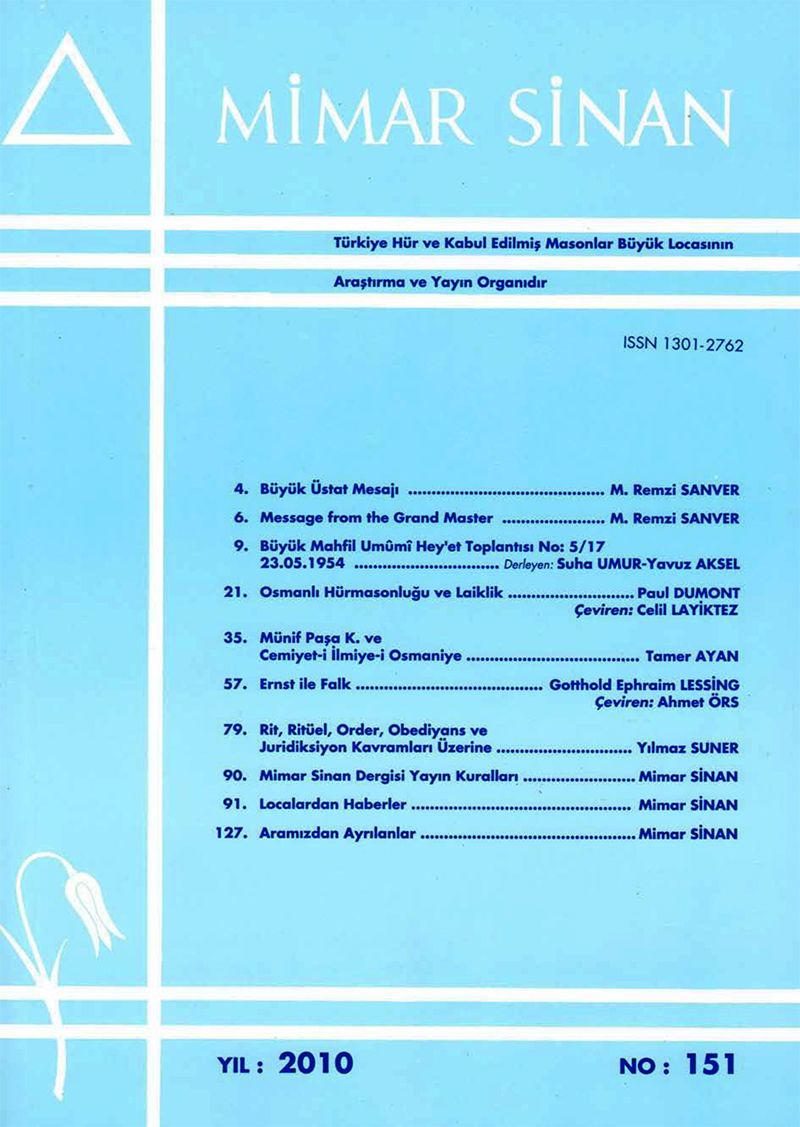 MİMAR SİNAN
Türkiye Hür ve Kabul Edilmiş Masonlar Büyük Locasının
Araştırma ve Yayın Organıdır
ISSN 1301-2762
4. Büyük Üstat Mesajı ............................................ M. Remzi SANVER
6. Message from the Grand Master ....................... M. Remzi SANVER
9. Büyük Mahfil Umûmî Hey'et Toplantısı No: 5/17
23.05.1954 ................................ Derleyen: Suha UMUR-Yavuz AKSEL
21. Osmanlı Hürmasonluğu ve Laiklik ............................ Paul DUMONT
Çeviren: Celil LAYİKTEZ
35. Münif Paşa K. ve
Cemiyet-i İlmiye-i Osmaniye ....................................... Tamer AYAN
57. Ernst ile Falk .......................................... Gotthold Ephraim LESSİNG
Çeviren: Ahmet ÖRS
79. Rit, Ritüel, Order, Obediyans ve
Juridiksiyon Kavramları Üzerine .............................. Yılmaz SUNER
90. Mimar Sinan Dergisi Yayın Kuralları ......................... Mimar SİNAN
91. Localardan Haberler ................................................. Mimar SİNAN
127. Aramızdan Ayrılanlar ................................................ Mimar SİNAN
YIL : 2010 NO : 151